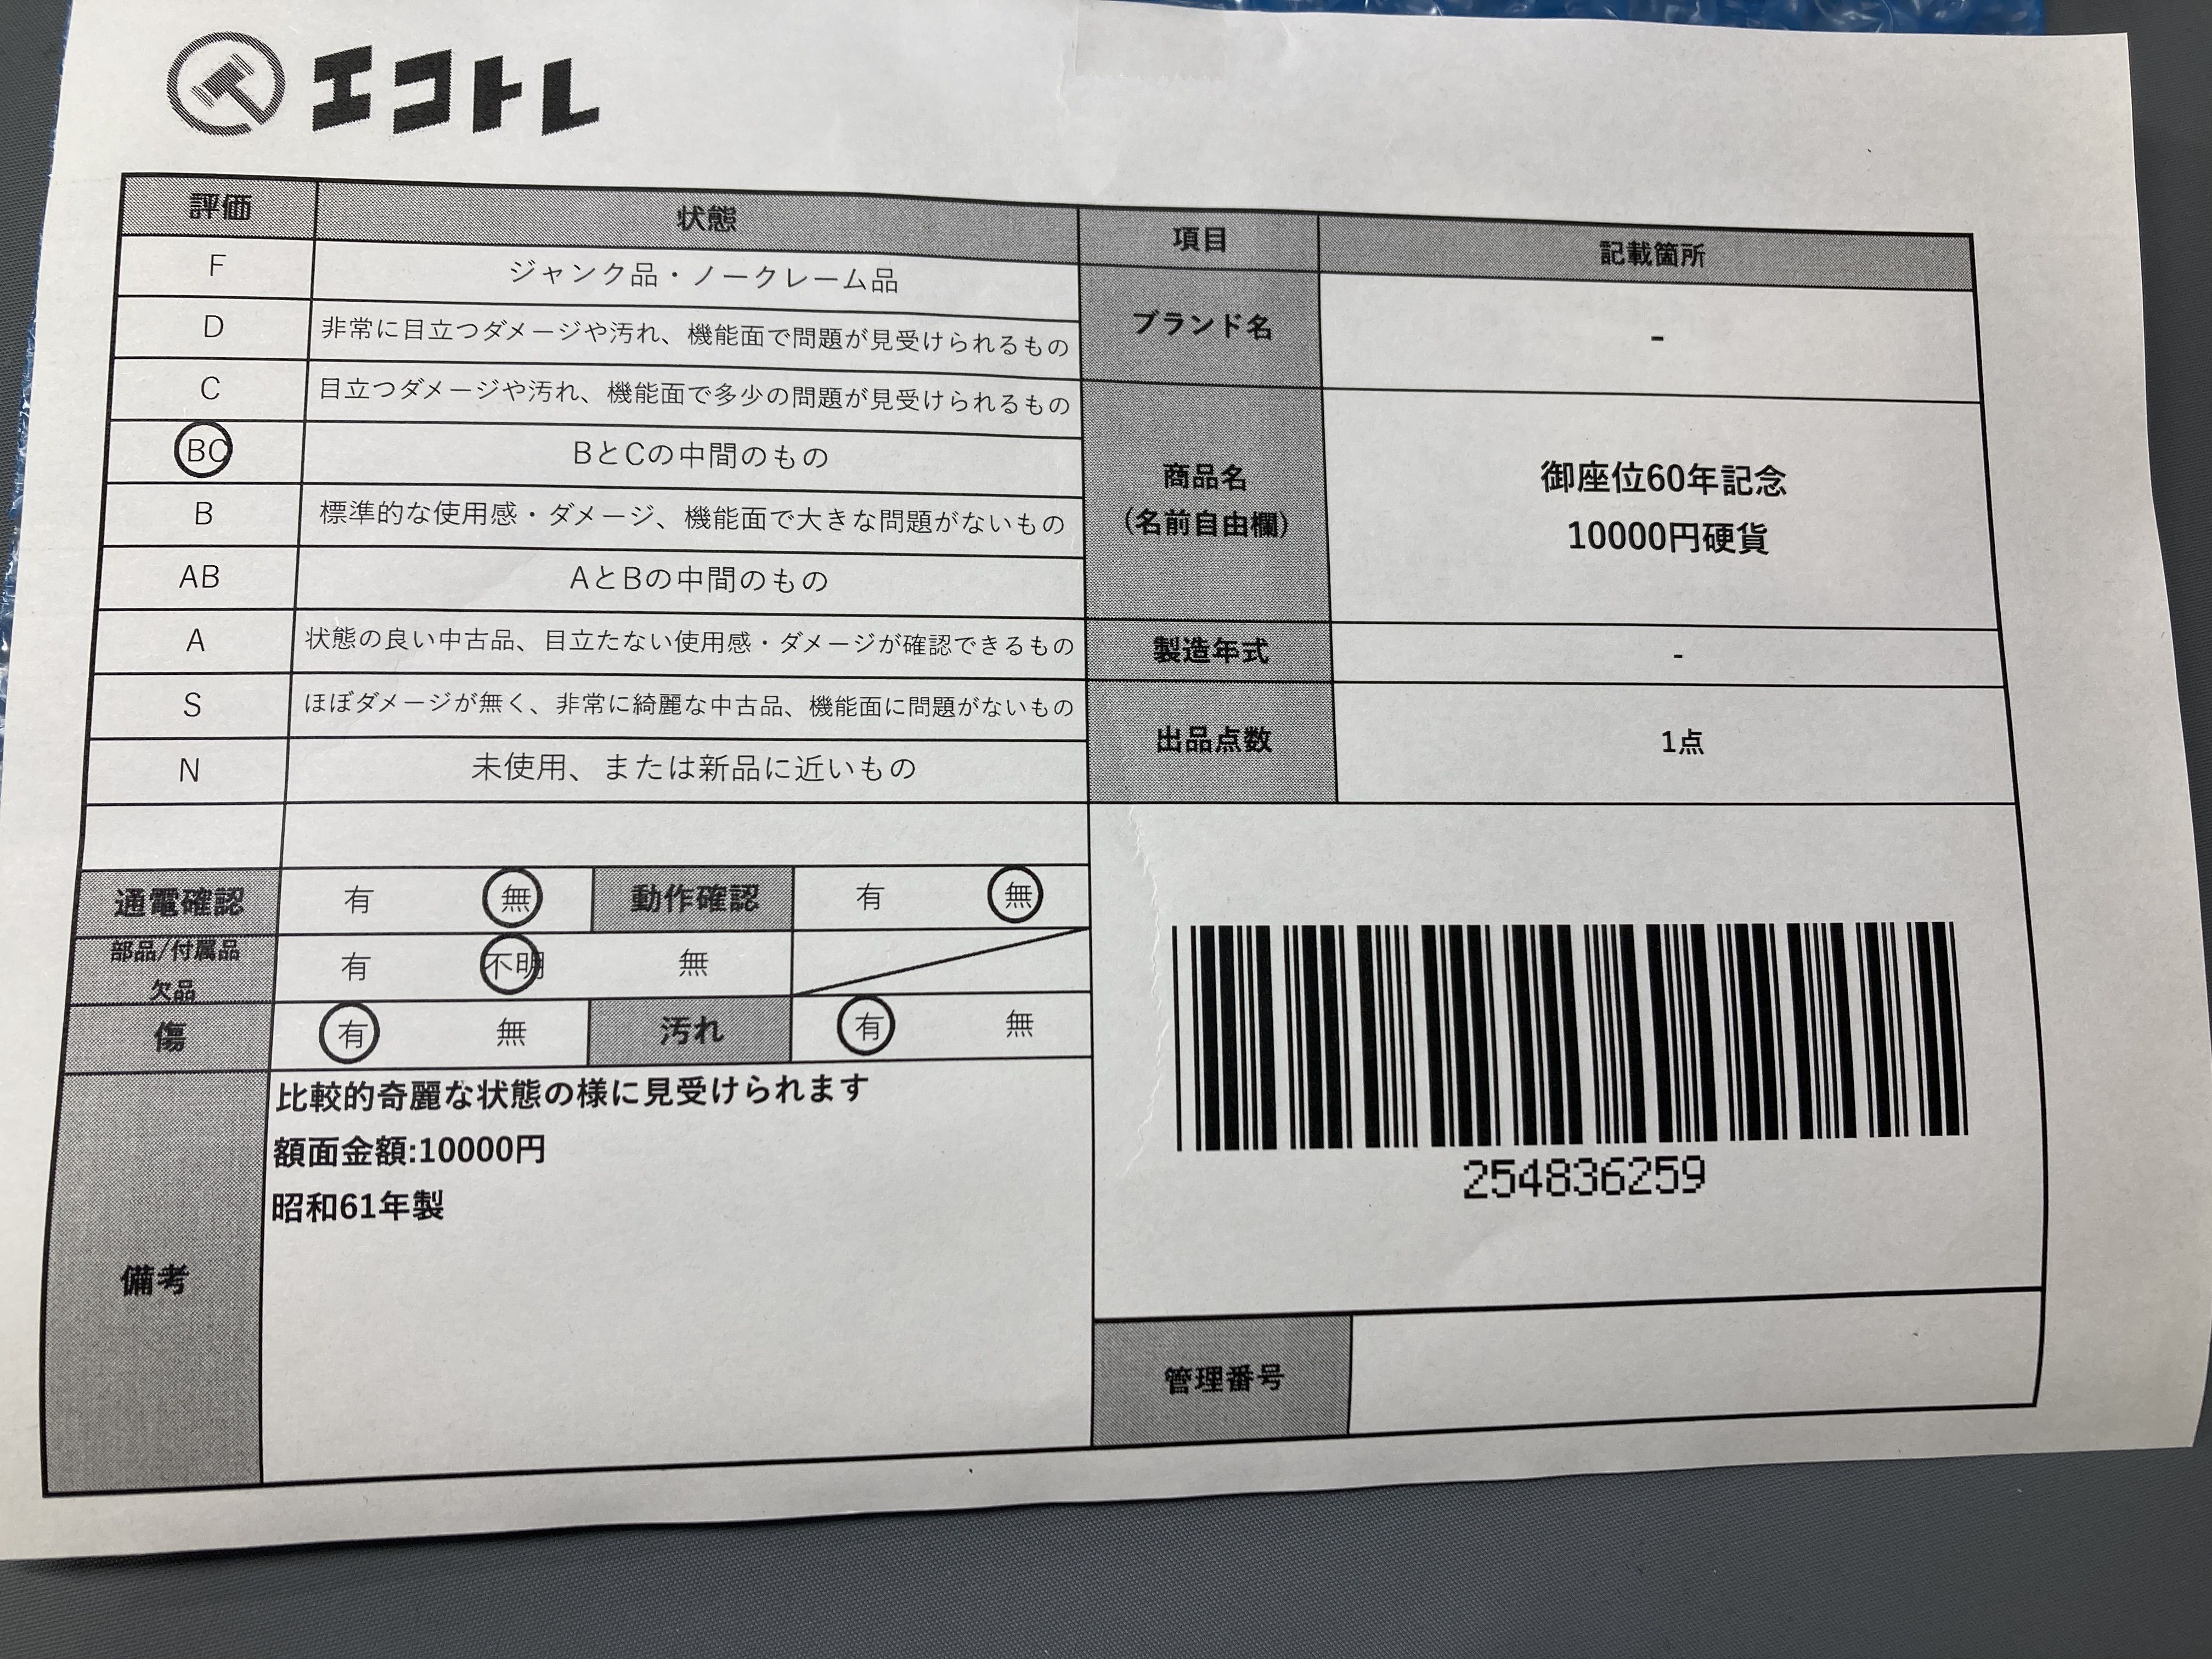 エコトレ
評価 状態
F ジャンク品・ノークレーム品
D 非常に目立つダメージや汚れ、機能面で問題が見受けられるもの
C 目立つダメージや汚れ、機能面で多少の問題が見受けられるもの
BC BとCの中間のもの
B 標準的な使用感・ダメージ、機能面で大きな問題がないもの
AB AとBの中間のもの
A 状態の良い中古品、目立たない使用感・ダメージが確認できるもの
S ほぼダメージが無く、非常に綺麗な中古品、機能面に問題がないもの
N 未使用、または新品に近いもの
通電確認 有 無 動作確認 有 無
部品/付属品
欠品
有 不明 無
傷 有 無 汚れ 有 無
備考
比較的奇麗な状態の様に見受けられます
額面金額:10000円
昭和61年製
項目 記載箇所
ブランド名 -
商品名
(名前自由欄)
御座位60年記念
10000円硬貨
製造年式 -
出品点数 1点
254836259
管理番号